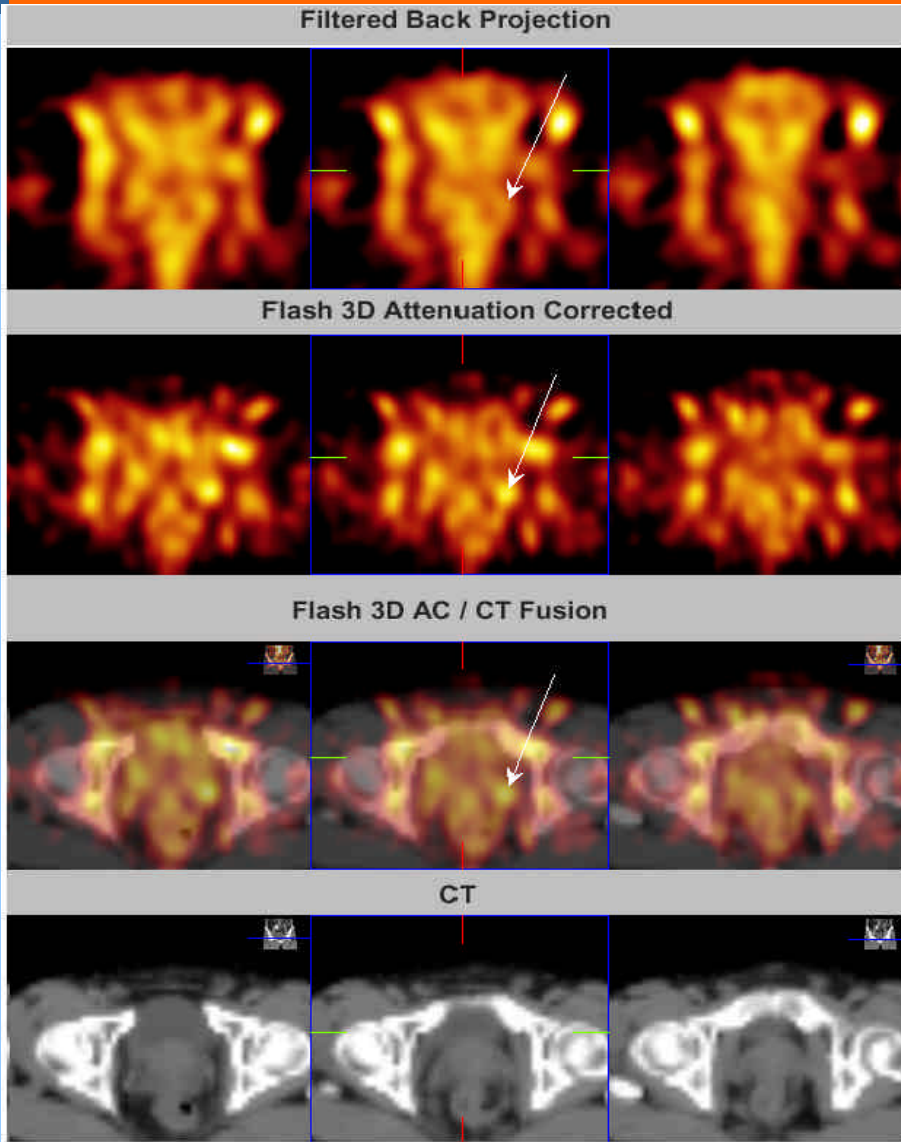 Filtered Back Projection
Flash 3D Attenuation Corrected
Flash 3D AC / CT Fusion
CT